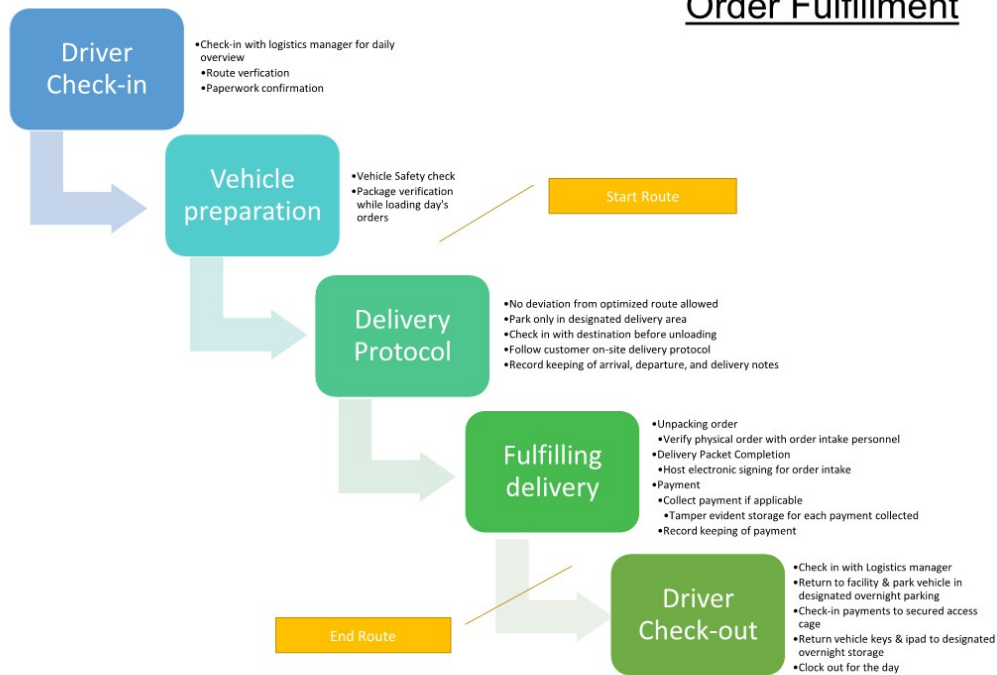 Order Fulfillment
Driver
Check-in
•Check-in with logistics manager for daily
overview
•Route verfication
•Paperwork confirmation
Vehicle
preparation
•Vehicle Safety check
•Package verification
while loading day's
orders
Start Route
Delivery
Protocol
•No deviation from optimized route allowed
•Park only in designated delivery area
•Check in with destination before unloading
•Follow customer on-site delivery protocol
•Record keeping of arrival, departure, and delivery notes
Fulfilling
delivery
•Unpacking order
•Verify physical order with order intake personnel
•Delivery Packet Completion
•Host electronic signing for order intake
•Payment
•Collect payment if applicable
•Tamper evident storage for each payment collected
•Record keeping of payment
End Route
Driver
Check-out
•Check in with Logistics manager
•Return to facility & park vehicle in
designated overnight parking
•Check-in payments to secured access
cage
•Return vehicle keys & ipad to designated
overnight storage
•Clock out for the day